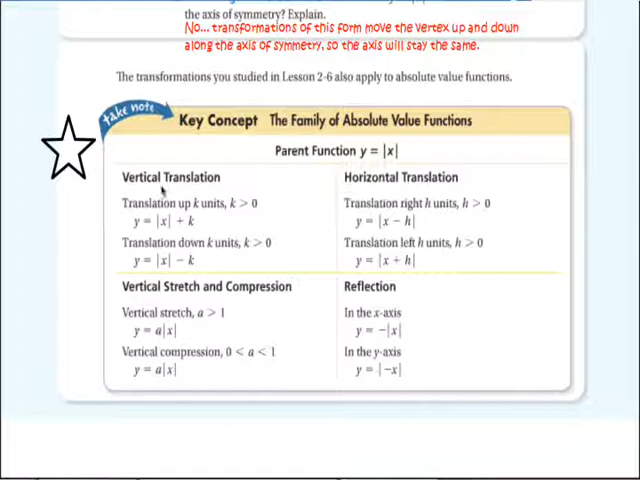 the axis of symmetry? Explain.
No... transformations of this form move the vertex up and down
along the axis of symmetry, so the axis will stay the same.
The transformations you studied in Lesson 2-6 also apply to absolute value functions.
take note
Key Concept The Family of Absolute Value Functions
Parent Function y = |x|
Vertical Translation
Translation up k units, k > 0
y = |x| + k
Translation down k units, k > 0
y = |x| − k
Horizontal Translation
Translation right h units, h > 0
y = |x − h|
Translation left h units, h > 0
y = |x + h|
Vertical Stretch and Compression
Vertical stretch, a > 1
y = a|x|
Vertical compression, 0 < a < 1
y = a|x|
Reflection
In the x-axis
y = −|x|
In the y-axis
y = |−x|